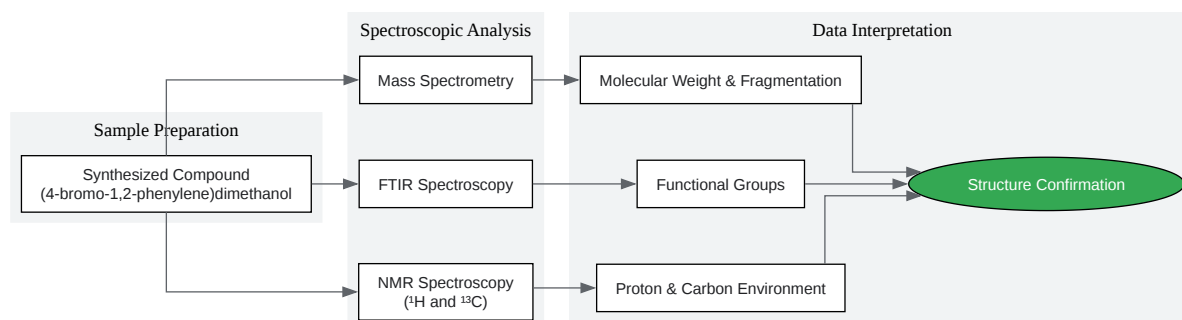 Spectroscopic Analysis
Data Interpretation
Mass Spectrometry
Molecular Weight & Fragmentation
Sample Preparation
Synthesized Compound
(4-bromo-1,2-phenylene)dimethanol
FTIR Spectroscopy
Functional Groups
Structure Confirmation
NMR Spectroscopy
(¹H and ¹³C)
Proton & Carbon Environment